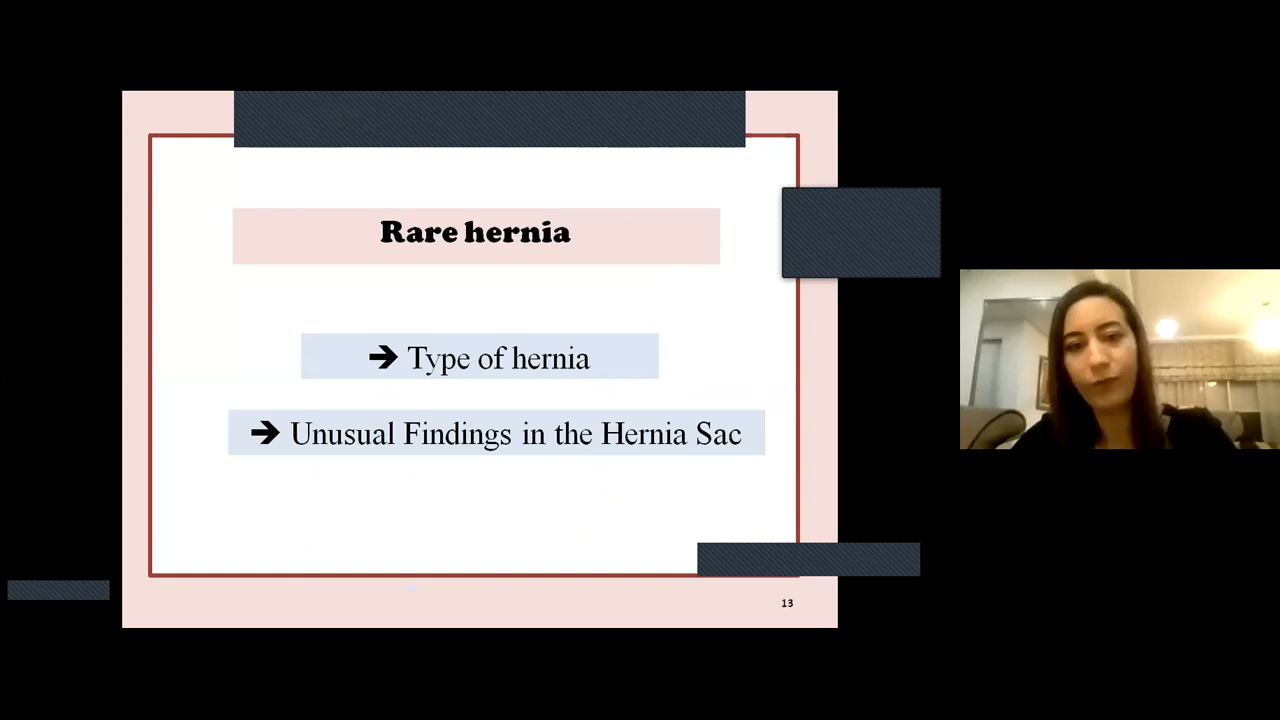 Rare hernia
➔ Type of hernia
➔ Unusual Findings in the Hernia Sac
13